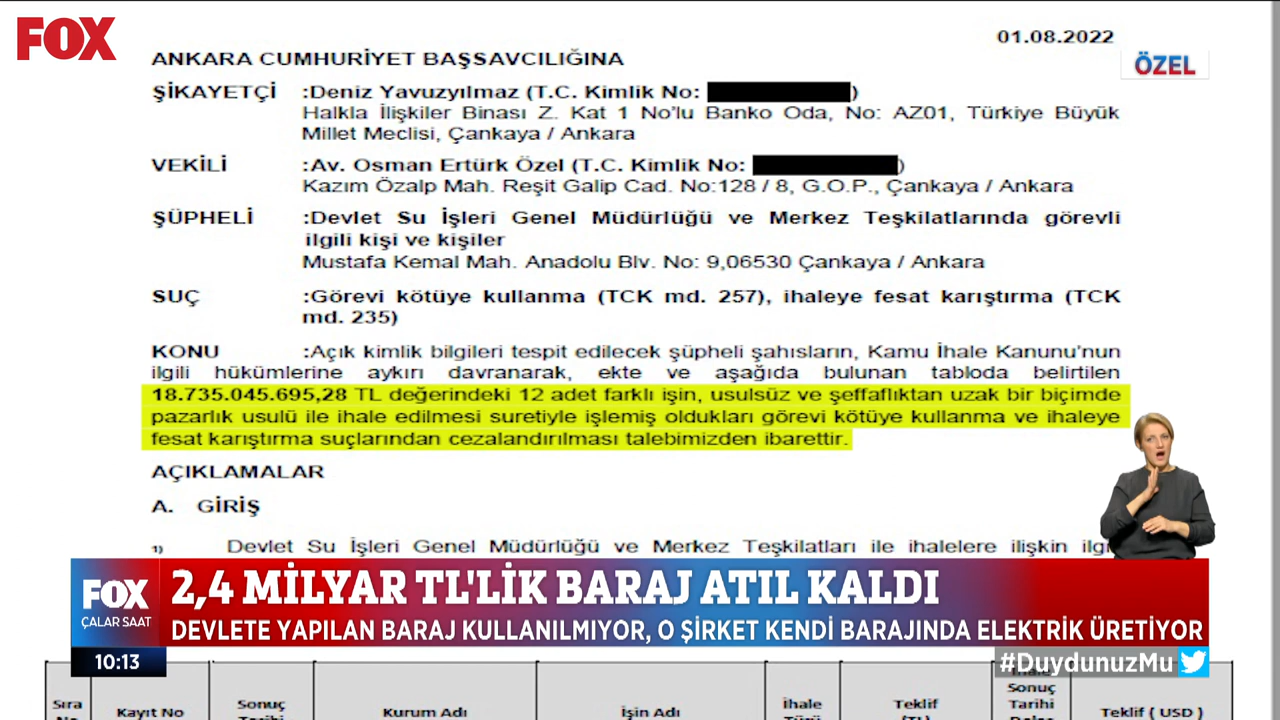 FOX
01.08.2022
ÖZEL
ANKARA CUMHURİYET BAŞSAVCILIĞINA
ŞİKAYETÇİ :Deniz Yavuzyılmaz (T.C. Kimlik No: )
Halkla İlişkiler Binası Z. Kat 1 No'lu Banko Oda, No: AZ01, Türkiye Büyük
Millet Meclisi, Çankaya / Ankara
VEKİLİ :Av. Osman Ertürk Özel (T.C. Kimlik No: )
Kazım Özalp Mah. Reşit Galip Cad. No:128 / 8, G.O.P., Çankaya / Ankara
ŞÜPHELİ :Devlet Su İşleri Genel Müdürlüğü ve Merkez Teşkilatlarında görevli
ilgili kişi ve kişiler
Mustafa Kemal Mah. Anadolu Blv. No: 9,06530 Çankaya / Ankara
SUÇ :Görevi kötüye kullanma (TCK md. 257), ihaleye fesat karıştırma (TCK
md. 235)
KONU :Açık kimlik bilgileri tespit edilecek şüpheli şahısların, Kamu İhale Kanunu'nun
ilgili hükümlerine aykırı davranarak, ekte ve aşağıda bulunan tabloda belirtilen
18.735.045.695,28 TL değerindeki 12 adet farklı işin, usulsüz ve şeffaflıktan uzak bir biçimde
pazarlık usulü ile ihale edilmesi suretiyle işlemiş oldukları görevi kötüye kullanma ve ihaleye
fesat karıştırma suçlarından cezalandırılması talebimizden ibarettir.
AÇIKLAMALAR
A. GİRİŞ
1) Devlet Su İşleri Genel Müdürlüğü ve Merkez Teşkilatları ile ihalelere ilişkin
FOX
ÇALAR SAAT
2,4 MİLYAR TL'LİK BARAJ ATIL KALDI
DEVLETE YAPILAN BARAJ KULLANILMIYOR, O ŞİRKET KENDİ BARAJINDA ELEKTRİK ÜRETİYOR
10:13
#DuydunuzMu
Sıra
Kayıt No
Sonuç
Kurum Adı
İşin Adı
İhale
Teklif
Sonuç
Tarihi
Teklif ( USD )